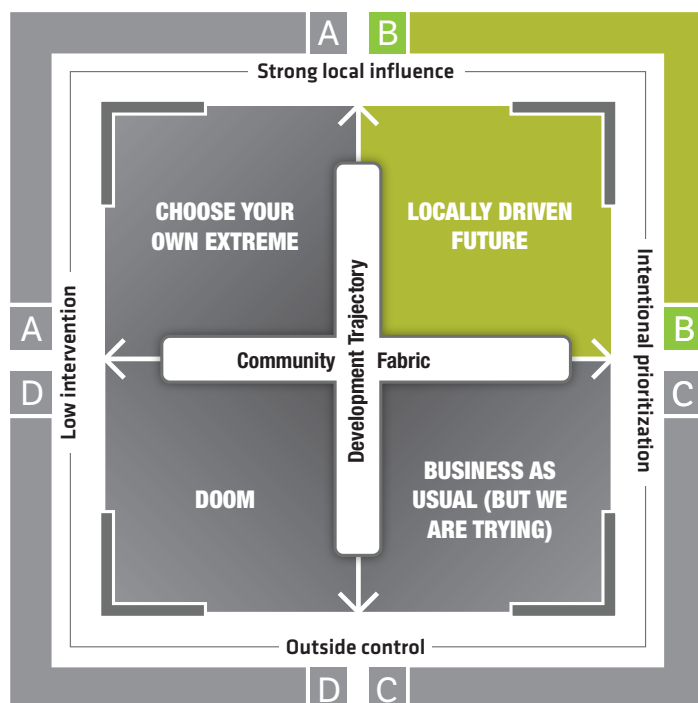 A
B
Strong local influence
CHOOSE YOUR
OWN EXTREME
LOCALLY DRIVEN
FUTURE
Low intervention
Development Trajectory
Intentional prioritization
A
B
Community Fabric
D
C
DOOM
BUSINESS AS
USUAL (BUT WE
ARE TRYING)
Outside control
D
C